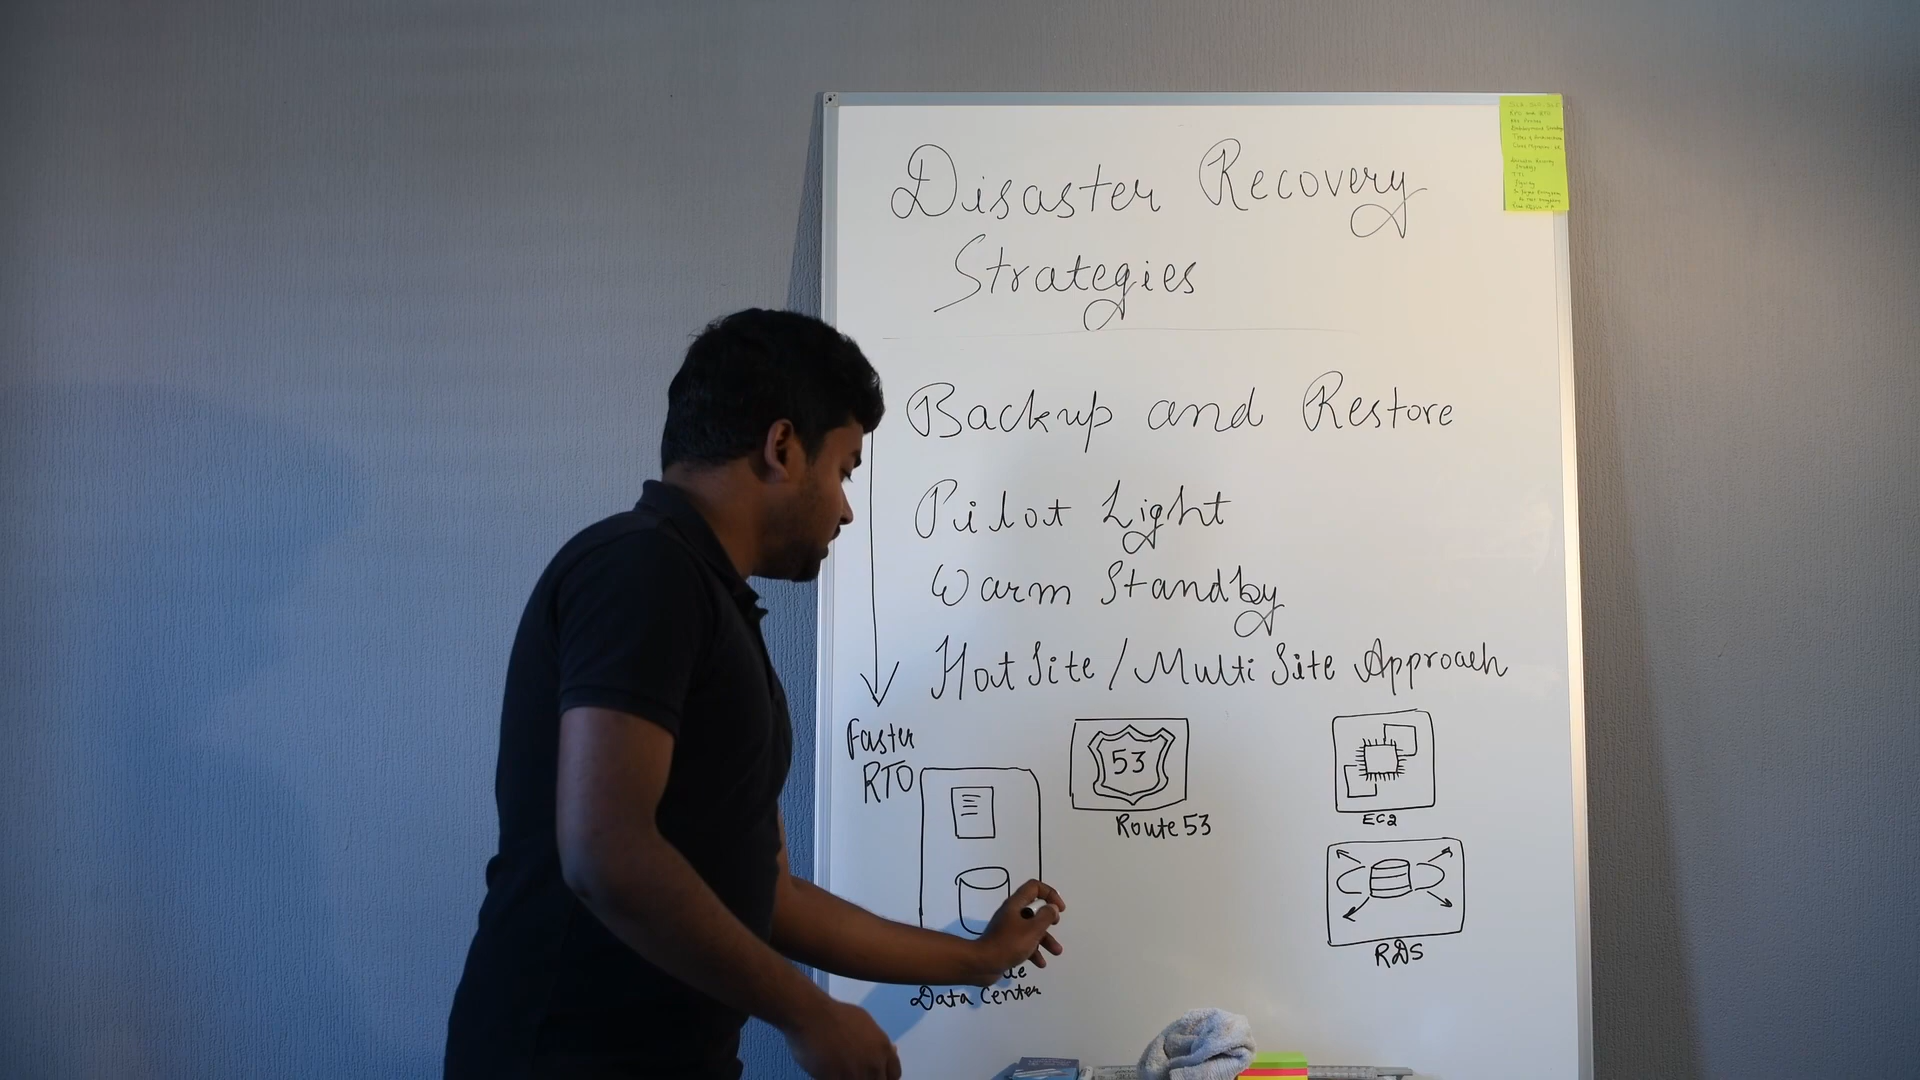 Disaster Recovery
Strategies
Backup and Restore
Pilot Light
Warm Standby
Hot Site / Multi Site Approach
Faster
RTO
53
Route 53
EC2
RDS
Data Center